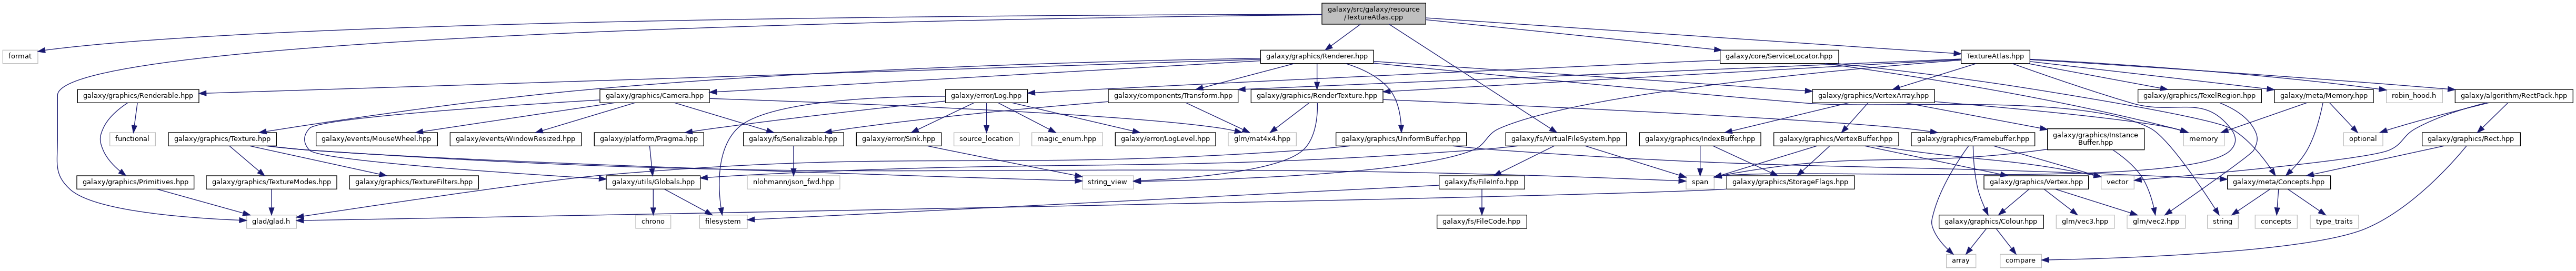 galaxy/src/galaxy/resource
/TextureAtlas.cpp
format
galaxy/graphics/Renderer.hpp
galaxy/core/ServiceLocator.hpp
TextureAtlas.hpp
galaxy/graphics/Renderable.hpp
galaxy/graphics/Camera.hpp
galaxy/error/Log.hpp
galaxy/components/Transform.hpp
galaxy/graphics/RenderTexture.hpp
galaxy/graphics/VertexArray.hpp
galaxy/graphics/TexelRegion.hpp
galaxy/meta/Memory.hpp
robin_hood.h
galaxy/algorithm/RectPack.hpp
functional
galaxy/graphics/Texture.hpp
galaxy/events/MouseWheel.hpp
galaxy/events/WindowResized.hpp
galaxy/platform/Pragma.hpp
galaxy/fs/Serializable.hpp
galaxy/error/Sink.hpp
source_location
magic_enum.hpp
galaxy/error/LogLevel.hpp
glm/mat4x4.hpp
galaxy/graphics/UniformBuffer.hpp
galaxy/fs/VirtualFileSystem.hpp
galaxy/graphics/IndexBuffer.hpp
galaxy/graphics/VertexBuffer.hpp
galaxy/graphics/Framebuffer.hpp
galaxy/graphics/Instance
Buffer.hpp
memory
optional
galaxy/graphics/Rect.hpp
galaxy/graphics/Primitives.hpp
galaxy/graphics/TextureModes.hpp
galaxy/graphics/TextureFilters.hpp
galaxy/utils/Globals.hpp
nlohmann/json_fwd.hpp
string_view
galaxy/fs/FileInfo.hpp
span
galaxy/graphics/StorageFlags.hpp
galaxy/graphics/Vertex.hpp
vector
galaxy/meta/Concepts.hpp
glad/glad.h
chrono
filesystem
galaxy/fs/FileCode.hpp
galaxy/graphics/Colour.hpp
glm/vec3.hpp
glm/vec2.hpp
string
concepts
type_traits
array
compare